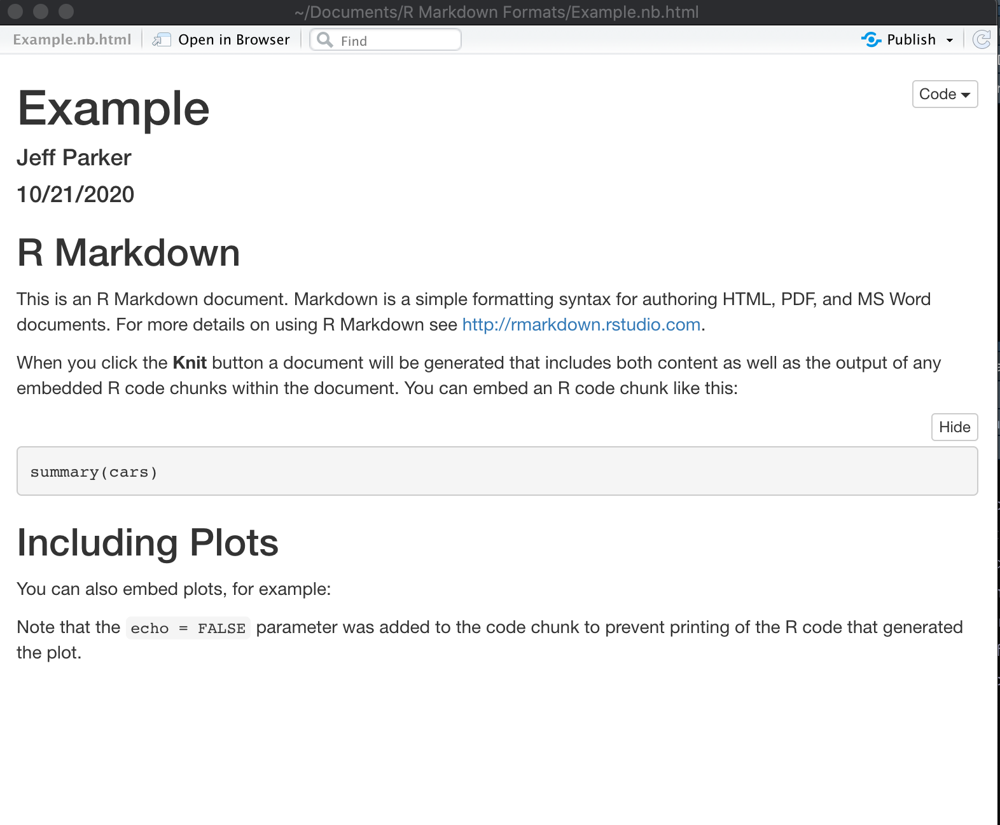 ~/Documents/R Markdown Formats/Example.nb.html
Example.nb.html Open in Browser Find Publish
Example
Code
Jeff Parker
10/21/2020
R Markdown
This is an R Markdown document. Markdown is a simple formatting syntax for authoring HTML, PDF, and MS Word
documents. For more details on using R Markdown see http://rmarkdown.rstudio.com.
When you click the Knit button a document will be generated that includes both content as well as the output of any
embedded R code chunks within the document. You can embed an R code chunk like this:
Hide
summary(cars)
Including Plots
You can also embed plots, for example:
Note that the echo = FALSE parameter was added to the code chunk to prevent printing of the R code that generated
the plot.